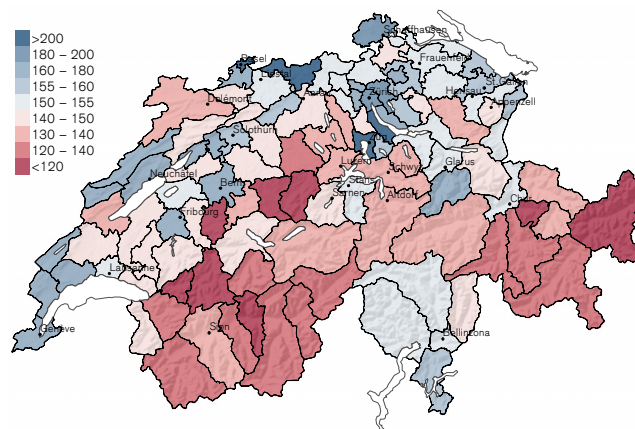 >200
180 – 200
160 – 180
155 – 160
150 – 155
130 – 140
130 – 140
120 – 140
<120
Schaffhausen
Basel
Liestal
Frauenfeld
Delémont
Aarau
Zürich
Herisau
St.Gallen
Appenzell
Solothurn
Luzern
Schwyz
Glarus
Neuchâtel
Bern
Stans
Sarnen
Altdorf
Chur
Fribourg
Lausanne
Genève
Sion
Bellinzona